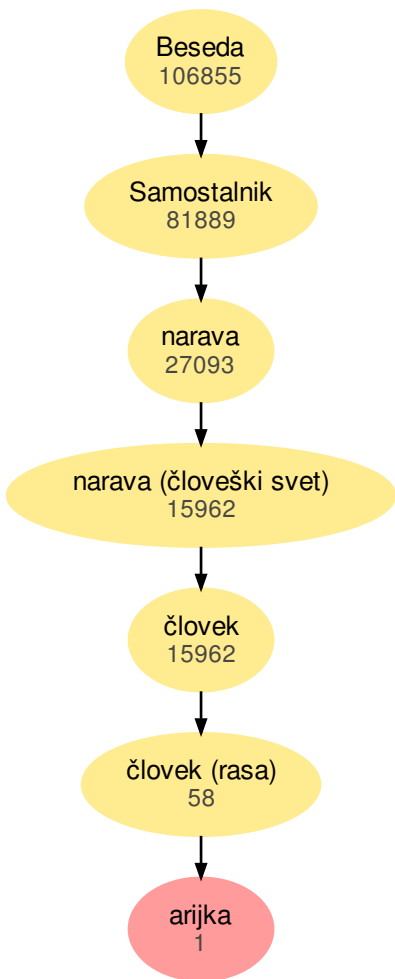 Beseda
106855
Samostalnik
81889
narava
27093
narava (človeški svet)
15962
človek
15962
človek (rasa)
58
arijka
1